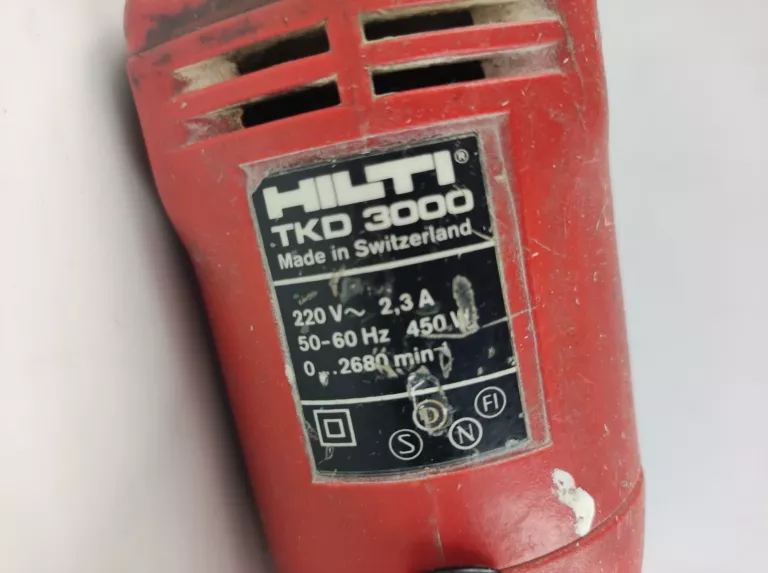 HILTI®
TKD 3000
Made in Switzerland
220 V~ 2,3 A
50-60 Hz 450 W
0...2680 min⁻¹
S D N FI